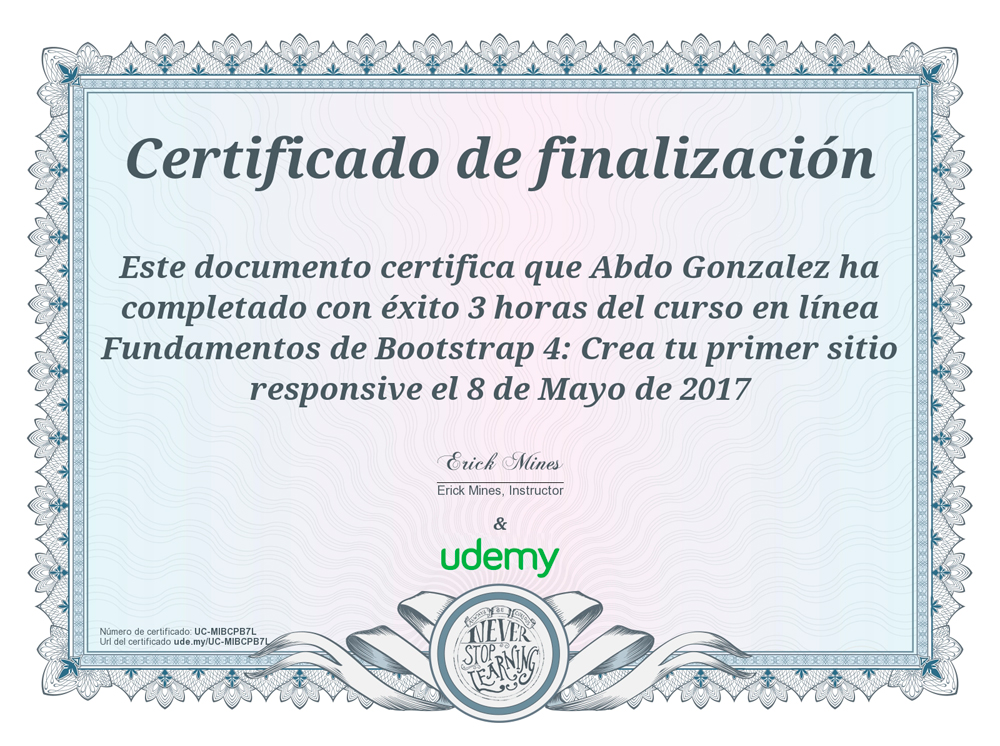 Certificado de finalización
Este documento certifica que Abdo Gonzalez ha
completado con éxito 3 horas del curso en línea
Fundamentos de Bootstrap 4: Crea tu primer sitio
responsive el 8 de Mayo de 2017
Erick Mines
Erick Mines, Instructor
&
udemy
Número de certificado: UC-MIBCPB7L
Url del certificado ude.my/UC-MIBCPB7L
NEVER
STOP
LEARNING